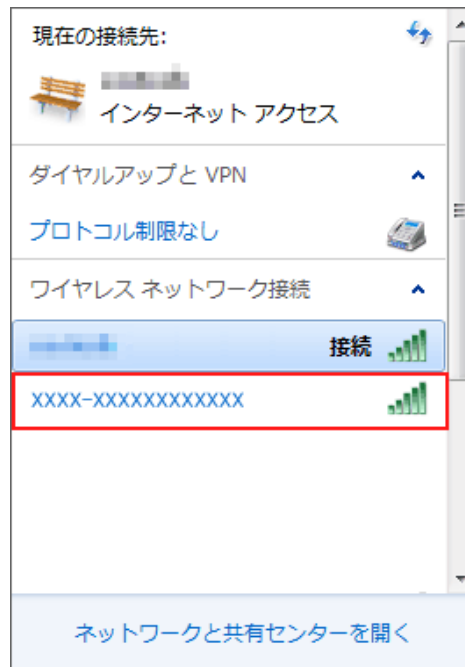 現在の接続先:
インターネット アクセス
ダイヤルアップと VPN
プロトコル制限なし
ワイヤレス ネットワーク接続
接続
XXXX-XXXXXXXXXXXX
ネットワークと共有センターを開く